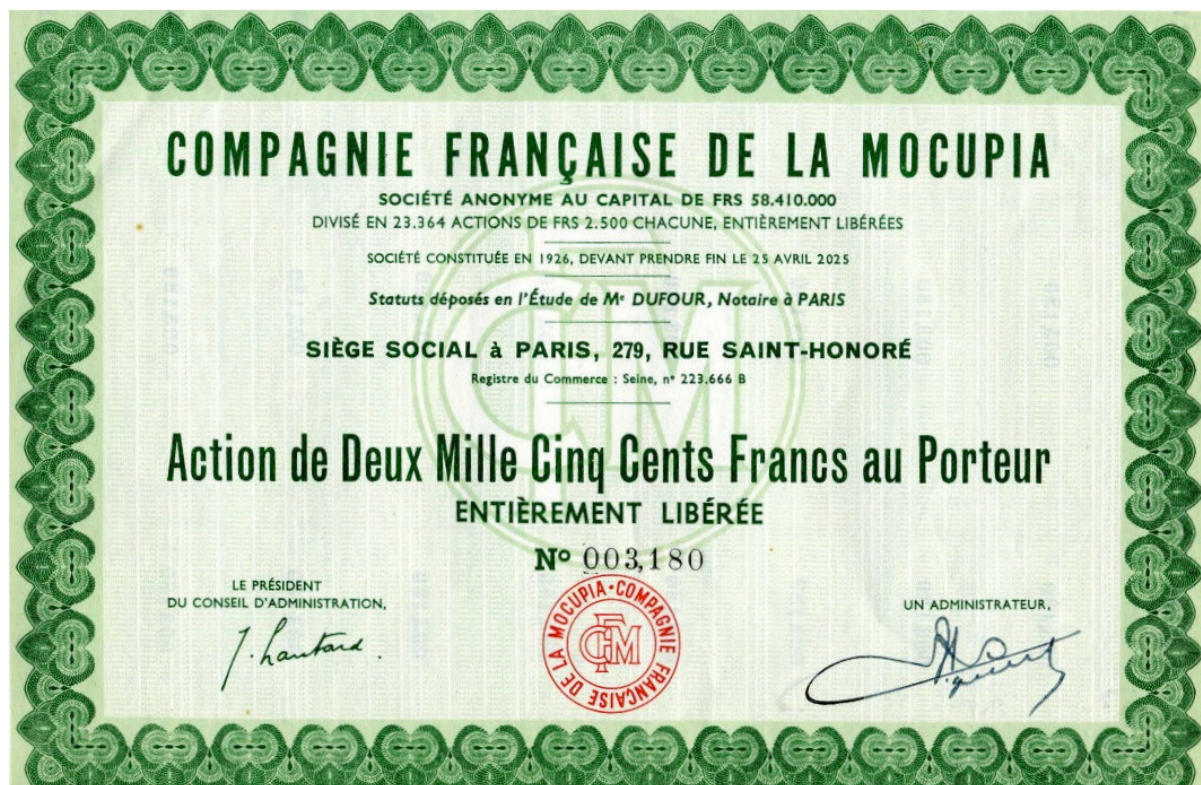 COMPAGNIE FRANÇAISE DE LA MOCUPIA
SOCIÉTÉ ANONYME AU CAPITAL DE FRS 58.410.000
DIVISÉ EN 23.364 ACTIONS DE FRS 2.500 CHACUNE, ENTIÈREMENT LIBÉRÉES
SOCIÉTÉ CONSTITUÉE EN 1926, DEVANT PRENDRE FIN LE 25 AVRIL 2025
Statuts déposés en l'Étude de Mᵉ DUFOUR, Notaire à PARIS
SIÈGE SOCIAL à PARIS, 279, RUE SAINT-HONORÉ
Registre du Commerce : Seine, n° 223.666 B
Action de Deux Mille Cinq Cents Francs au Porteur
ENTIÈREMENT LIBÉRÉE
Nº 003,180
LE PRÉSIDENT
DU CONSEIL D'ADMINISTRATION,
UN ADMINISTRATEUR,
COMPAGNIE FRANÇAISE DE LA MOCUPIA
CFM